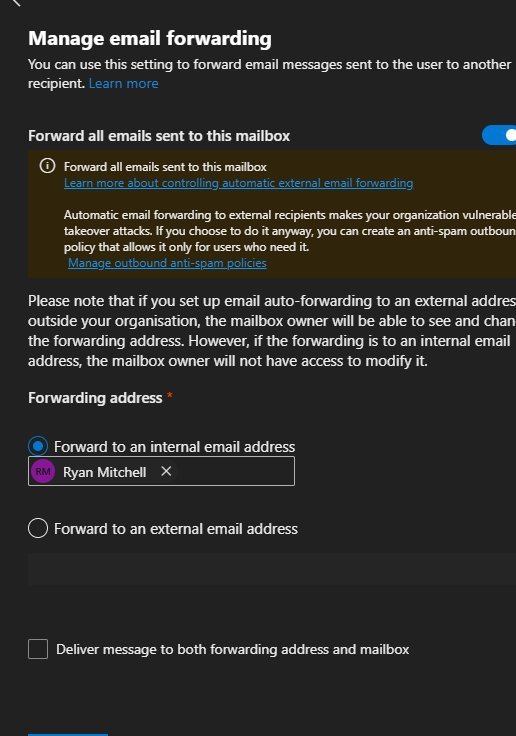 Manage email forwarding
You can use this setting to forward email messages sent to the user to another
recipient. Learn more
Forward all emails sent to this mailbox
Forward all emails sent to this mailbox
Learn more about controlling automatic external email forwarding
Automatic email forwarding to external recipients makes your organization vulnerable
takeover attacks. If you choose to do it anyway, you can create an anti-spam outboun
policy that allows it only for users who need it.
Manage outbound anti-spam policies
Please note that if you set up email auto-forwarding to an external addres
outside your organisation, the mailbox owner will be able to see and chan
the forwarding address. However, if the forwarding is to an internal email
address, the mailbox owner will not have access to modify it.
Forwarding address *
Forward to an internal email address
RM Ryan Mitchell
Forward to an external email address
Deliver message to both forwarding address and mailbox